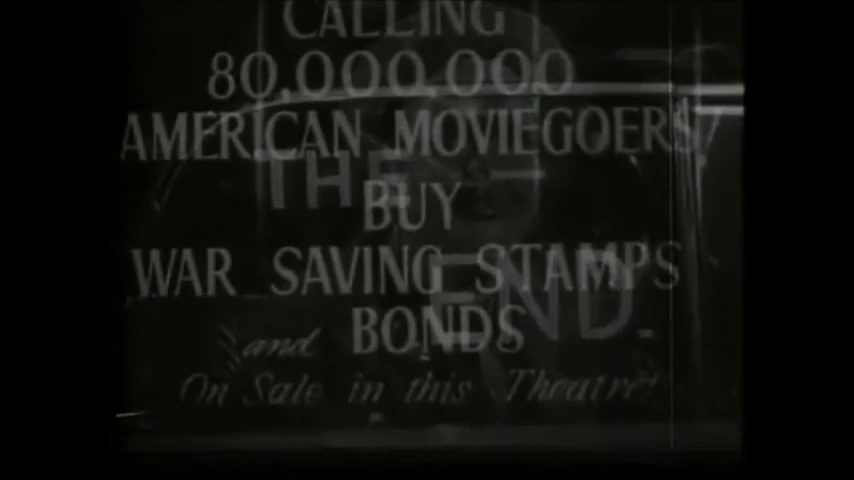 CALLING
80,000,000
AMERICAN MOVIEGOERS
THE
BUY
WAR SAVING STAMPS
END
and BONDS
On Sale in this Theatre!